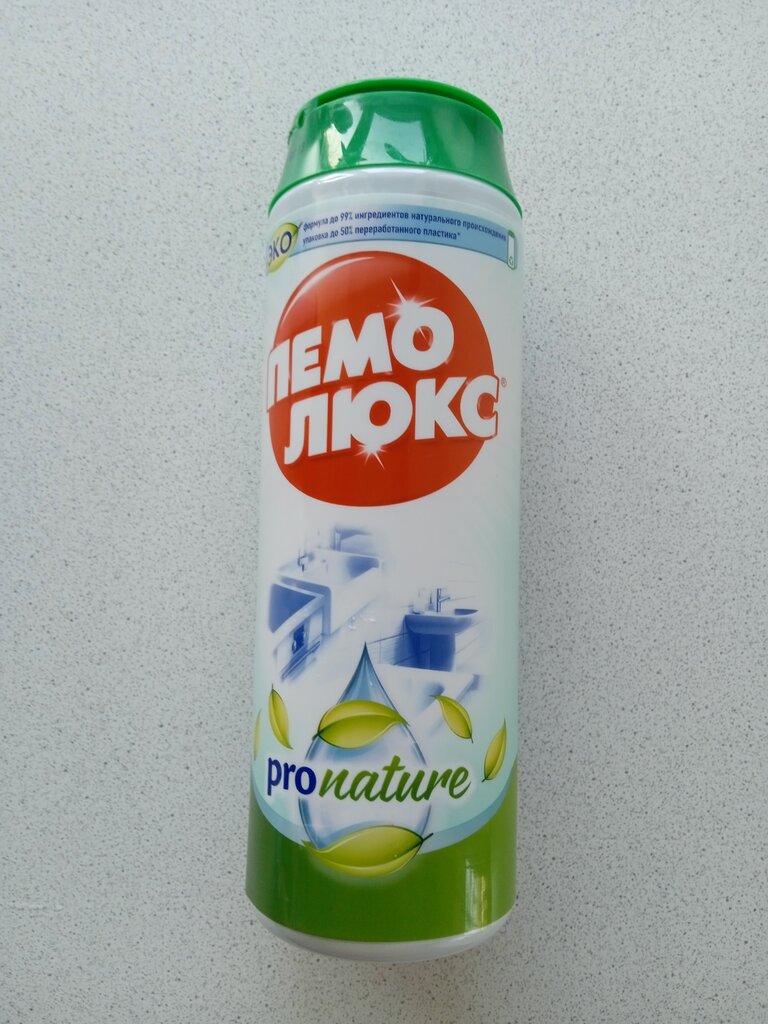 ЭКО
формула до 99% ингредиентов натурального происхождения
упаковка до 50% переработанного пластика*
ПЕМО
ЛЮКС®
pronature